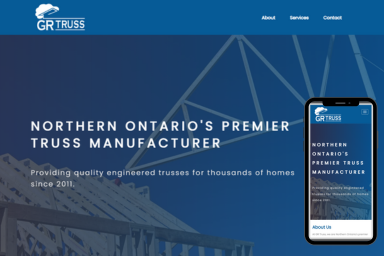 GR TRUSS
About Services Contact
NORTHERN ONTARIO'S PREMIER
TRUSS MANUFACTURER
Providing quality engineered trusses for thousands of homes
since 2011.
GR TRUSS
NORTHERN
ONTARIO'S
PREMIER TRUSS
MANUFACTURER
Providing quality engineered
trusses for thousands of homes
since 2011.
About Us